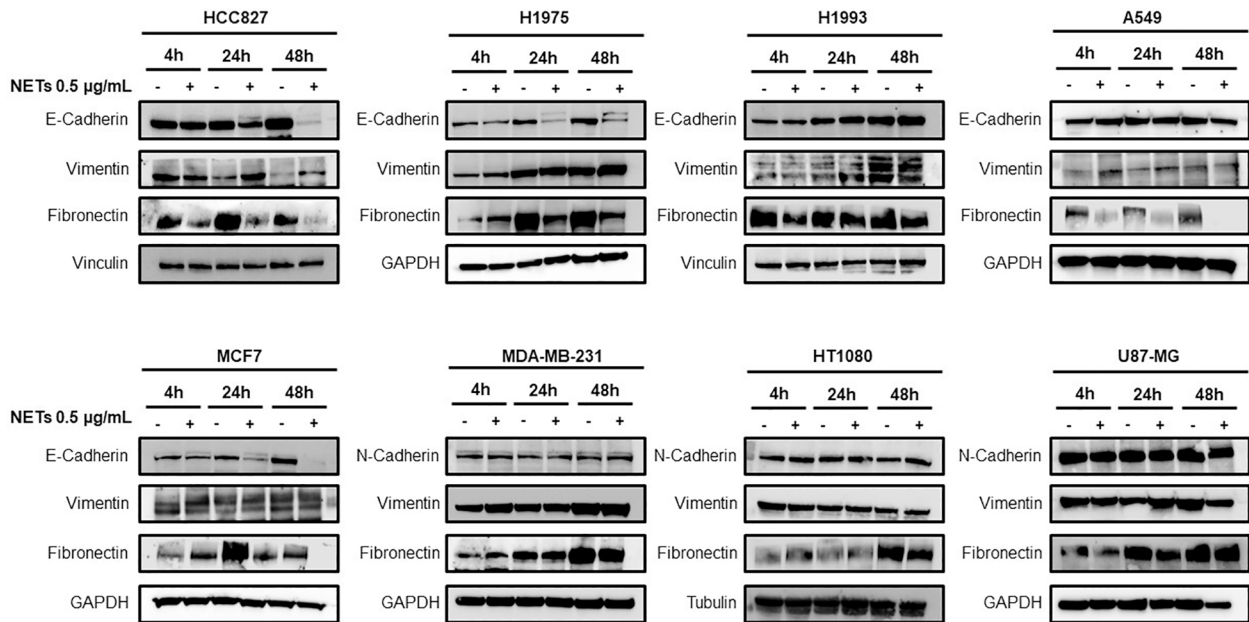 HCC827 H1975 H1993 A549
4h 24h 48h 4h 24h 48h 4h 24h 48h 4h 24h 48h
NETs 0.5 µg/mL - + - + - + - + - + - + - + - + - + - + - + - +
E-Cadherin E-Cadherin E-Cadherin E-Cadherin
Vimentin Vimentin Vimentin Vimentin
Fibronectin Fibronectin Fibronectin Fibronectin
Vinculin GAPDH Vinculin GAPDH
MCF7 MDA-MB-231 HT1080 U87-MG
4h 24h 48h 4h 24h 48h 4h 24h 48h 4h 24h 48h
NETs 0.5 µg/mL - + - + - + - + - + - + - + - + - + - + - + - +
E-Cadherin N-Cadherin N-Cadherin N-Cadherin
Vimentin Vimentin Vimentin Vimentin
Fibronectin Fibronectin Fibronectin Fibronectin
GAPDH GAPDH Tubulin GAPDH